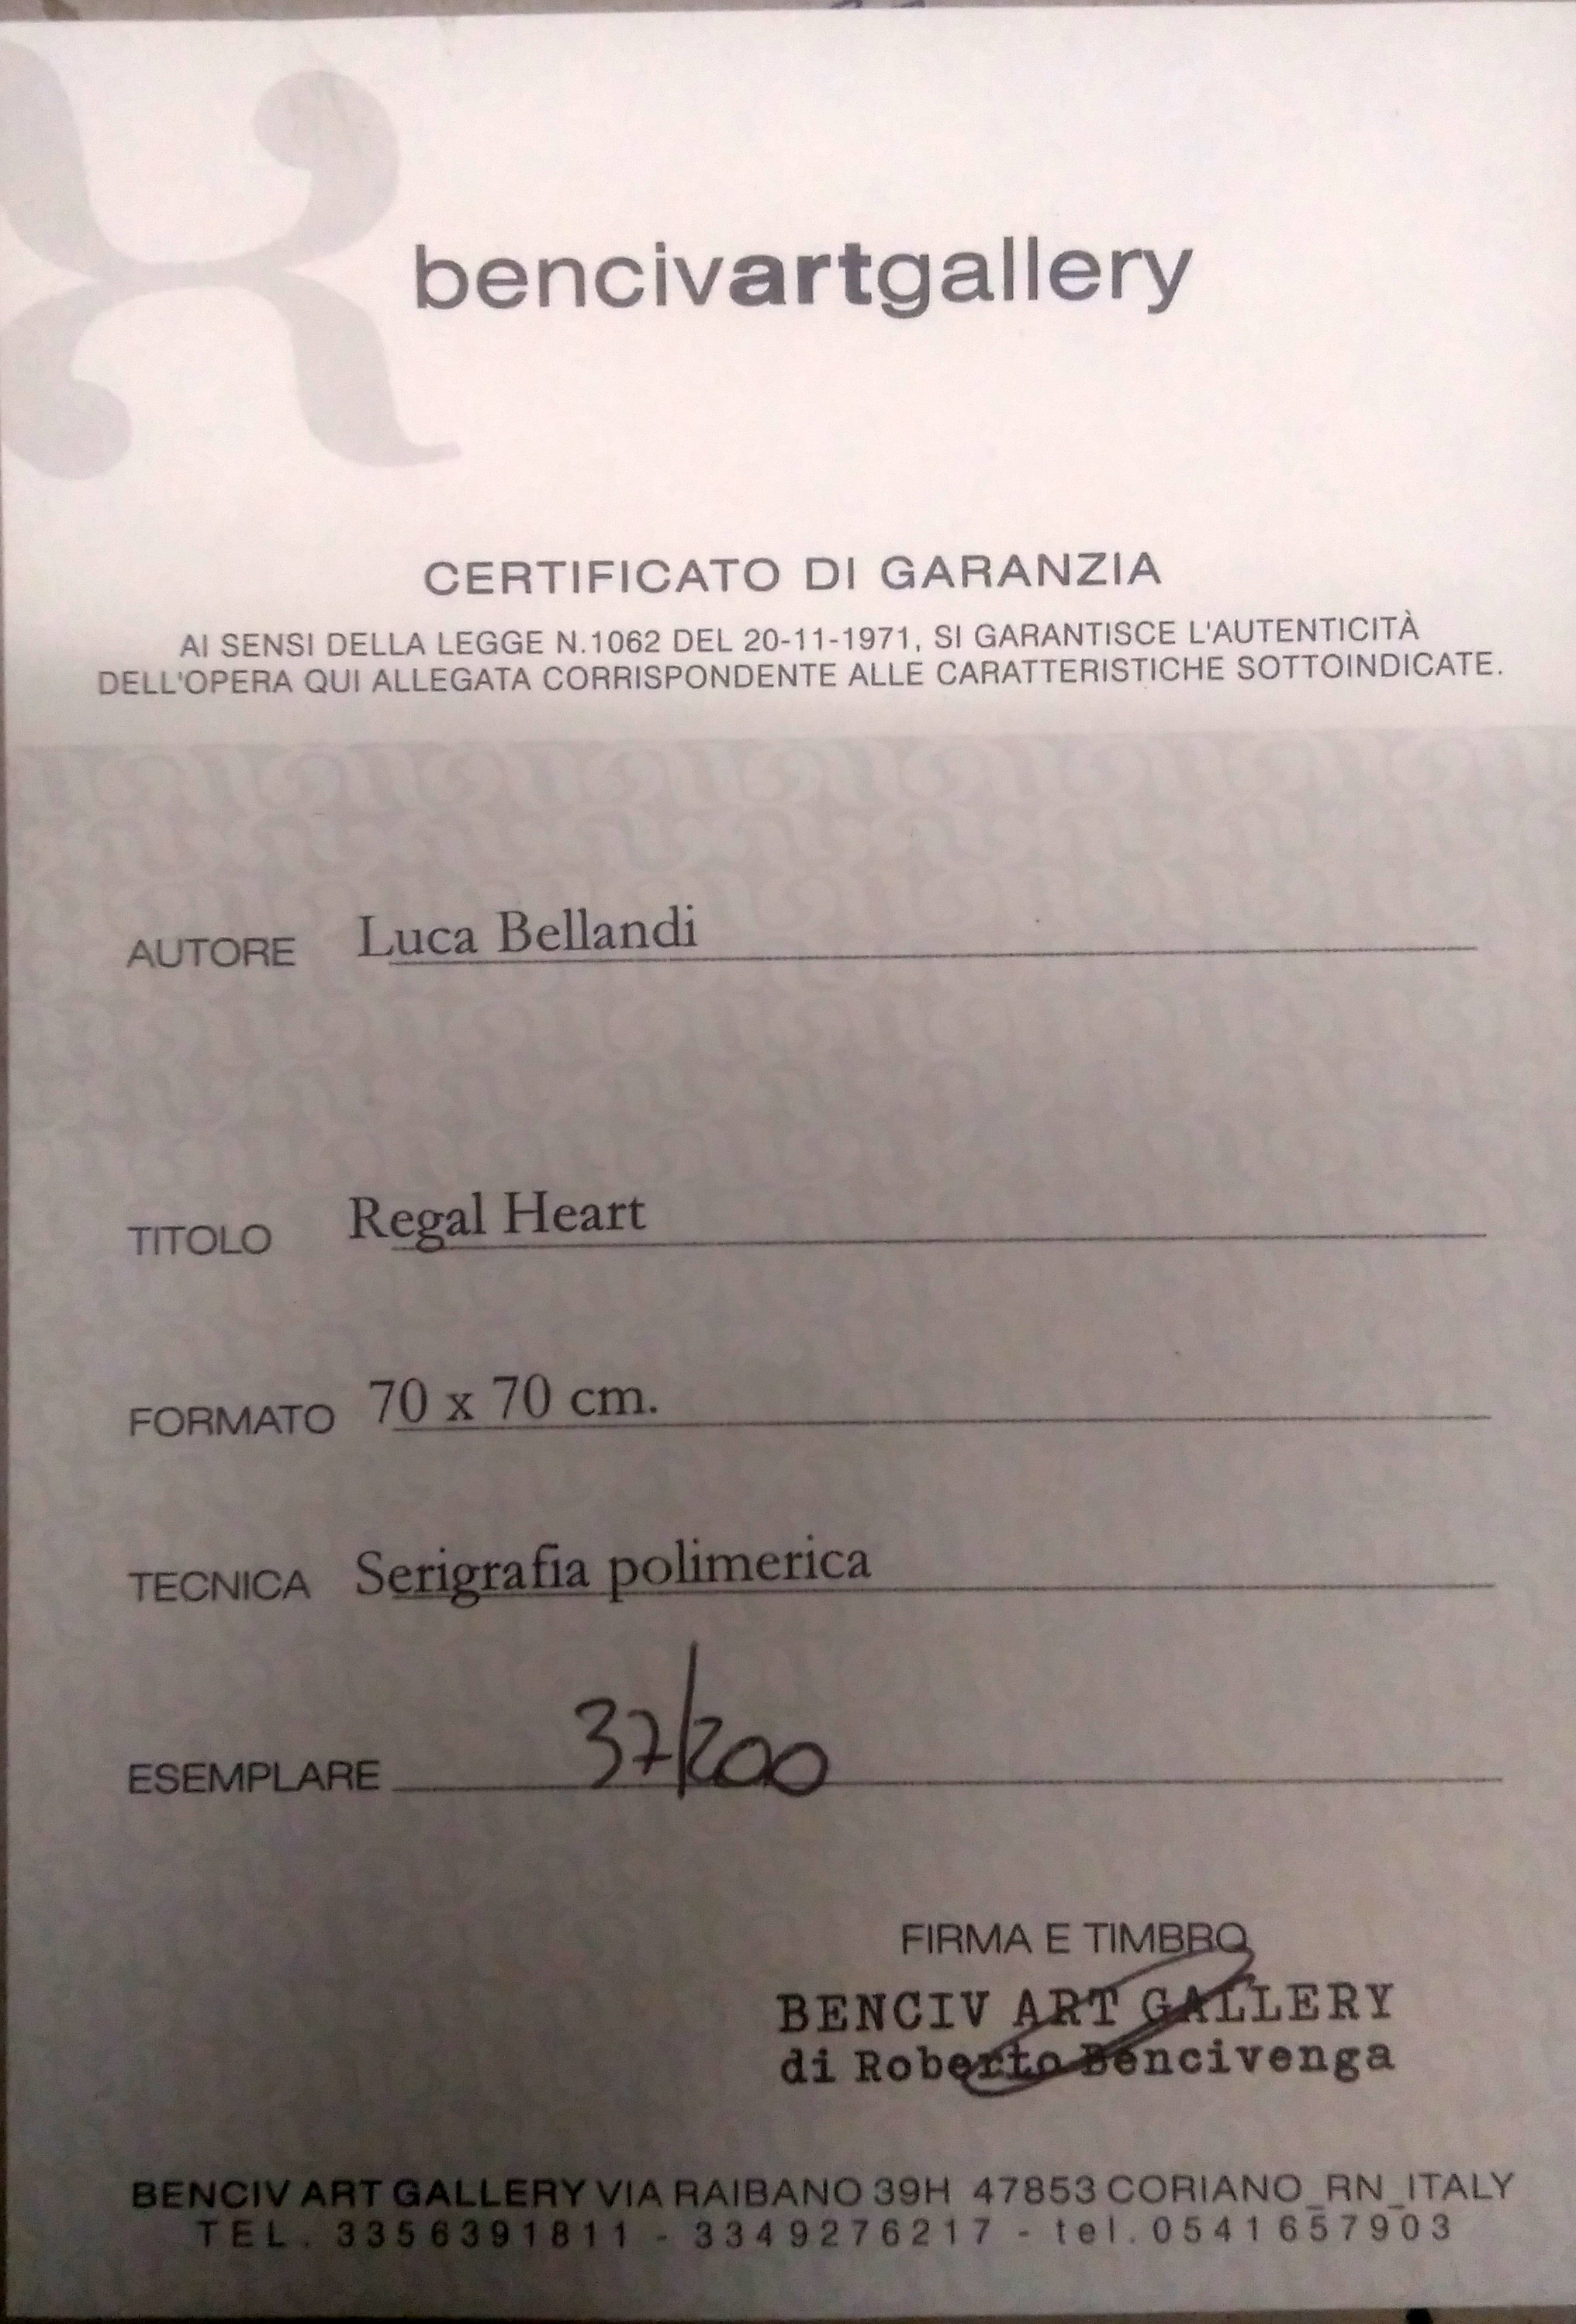 bencivartgallery
CERTIFICATO DI GARANZIA
AI SENSI DELLA LEGGE N.1062 DEL 20-11-1971, SI GARANTISCE L'AUTENTICITÀ
DELL'OPERA QUI ALLEGATA CORRISPONDENTE ALLE CARATTERISTICHE SOTTOINDICATE.
AUTORE Luca Bellandi
TITOLO Regal Heart
FORMATO 70 x 70 cm.
TECNICA Serigrafia polimerica
ESEMPLARE 37/200
FIRMA E TIMBRO
BENCIV ART GALLERY
di Roberto Bencivenga
BENCIV ART GALLERY VIA RAIBANO 39H 47853 CORIANO_RN_ITALY
TEL. 3356391811 - 3349276217 - tel.0541657903